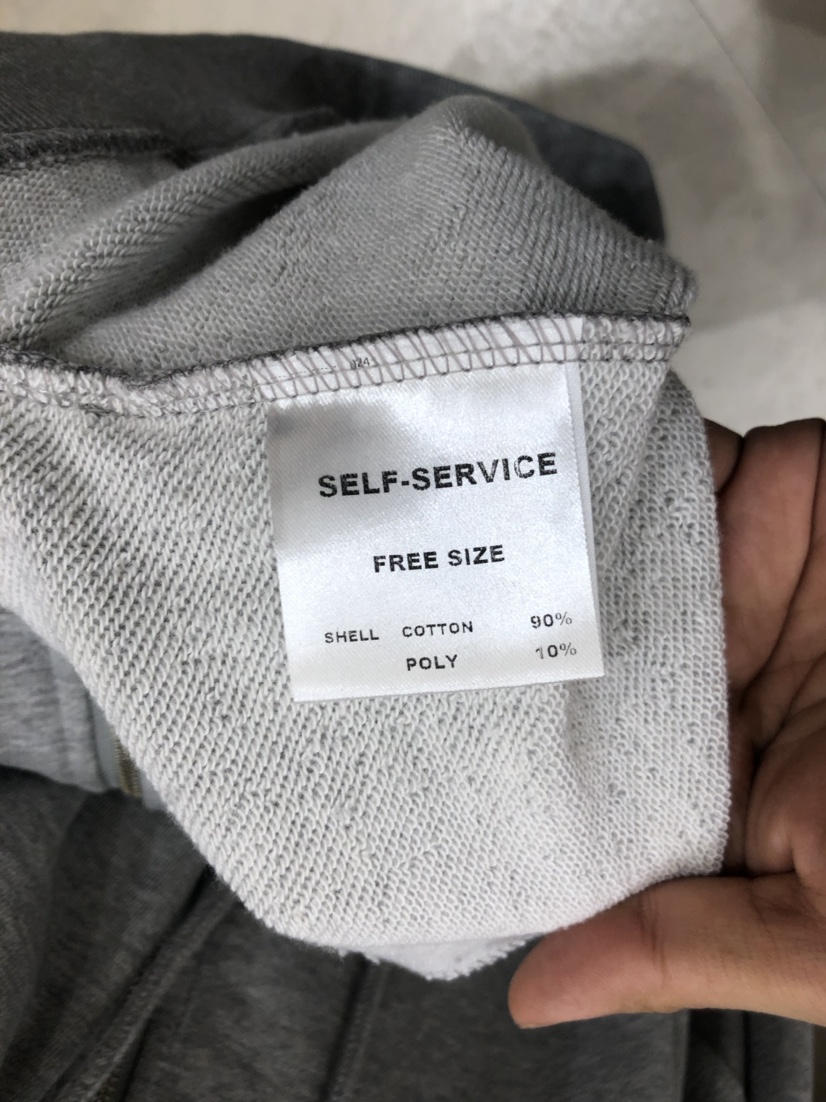 SELF-SERVICE
FREE SIZE
SHELL COTTON 90%
POLY 10%